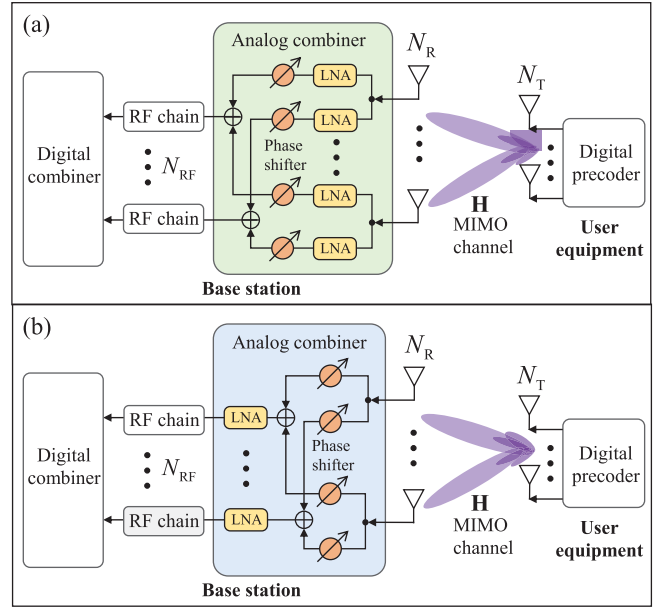 (a)
Analog combiner
N_R
N_T
LNA
RF chain
LNA
Digital
combiner
N_RF
Phase
shifter
H
MIMO
channel
Digital
precoder
RF chain
LNA
LNA
User
equipment
Base station
(b)
Analog combiner
N_R
N_T
RF chain
LNA
Digital
combiner
N_RF
Phase
shifter
H
MIMO
channel
Digital
precoder
RF chain
LNA
User
equipment
Base station